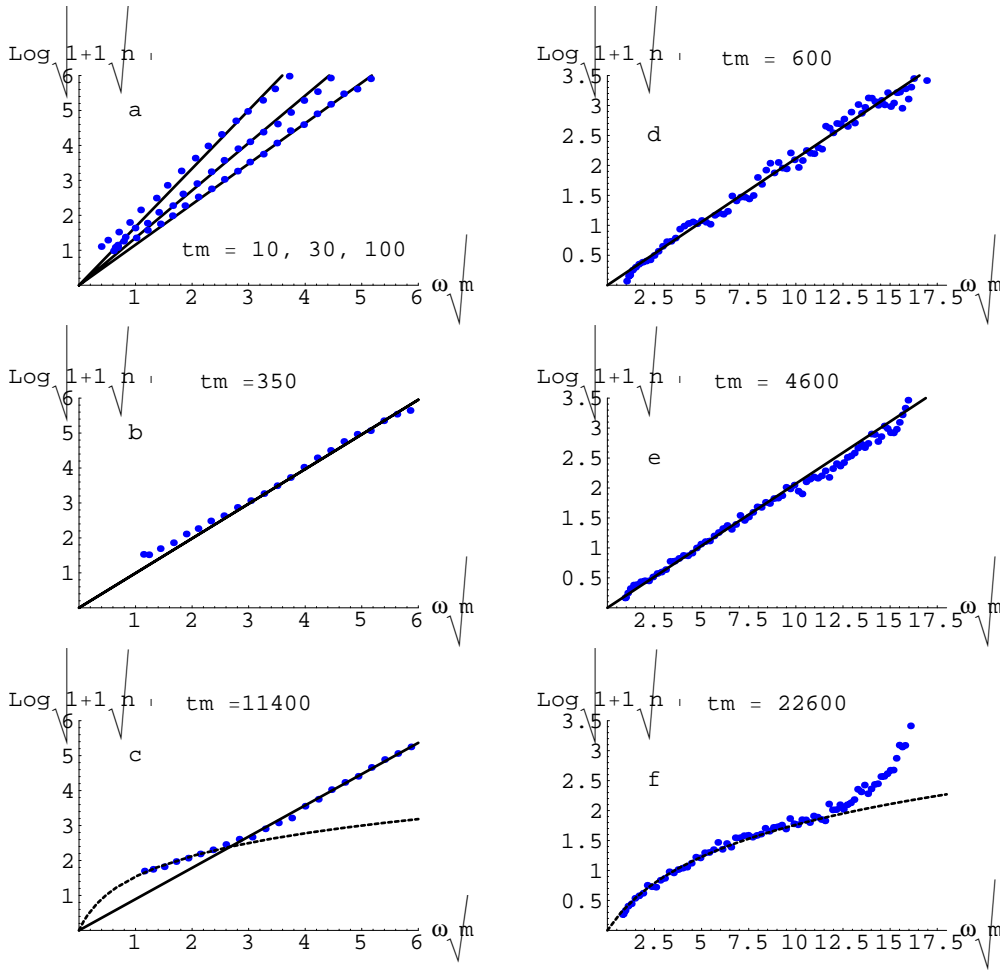 Log 1+1 n
6
5
4
3
2
1
a
tm = 10, 30, 100
1 2 3 4 5 6
ω m
Log 1+1 n
tm = 600
3.5
3
2.5
2
1.5
1
0.5
d
2.5 5 7.5 10 12.5 15 17.5
ω m
Log 1+1 n
tm =350
6
5
4
3
2
1
b
1 2 3 4 5 6
ω m
Log 1+1 n
tm = 4600
3.5
3
2.5
2
1.5
1
0.5
e
2.5 5 7.5 10 12.5 15 17.5
ω m
Log 1+1 n
tm =11400
6
5
4
3
2
1
c
1 2 3 4 5 6
ω m
Log 1+1 n
tm = 22600
3.5
3
2.5
2
1.5
1
0.5
f
2.5 5 7.5 10 12.5 15 17.5
ω m